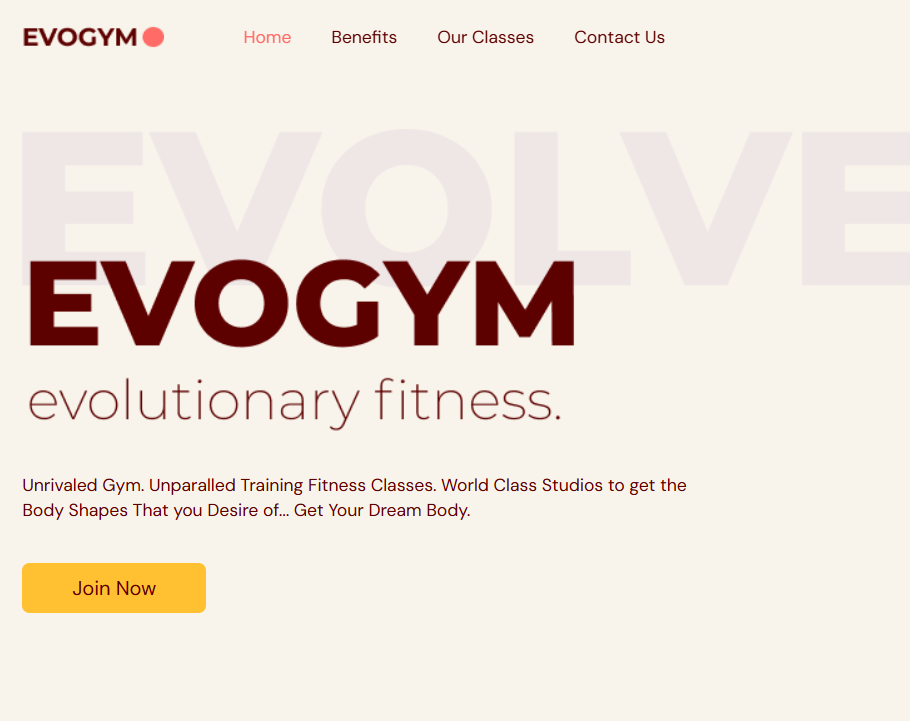 EVOGYM
Home
Benefits
Our Classes
Contact Us
EVOLVE
EVOGYM
evolutionary fitness.
Unrivaled Gym. Unparalled Training Fitness Classes. World Class Studios to get the
Body Shapes That you Desire of... Get Your Dream Body.
Join Now